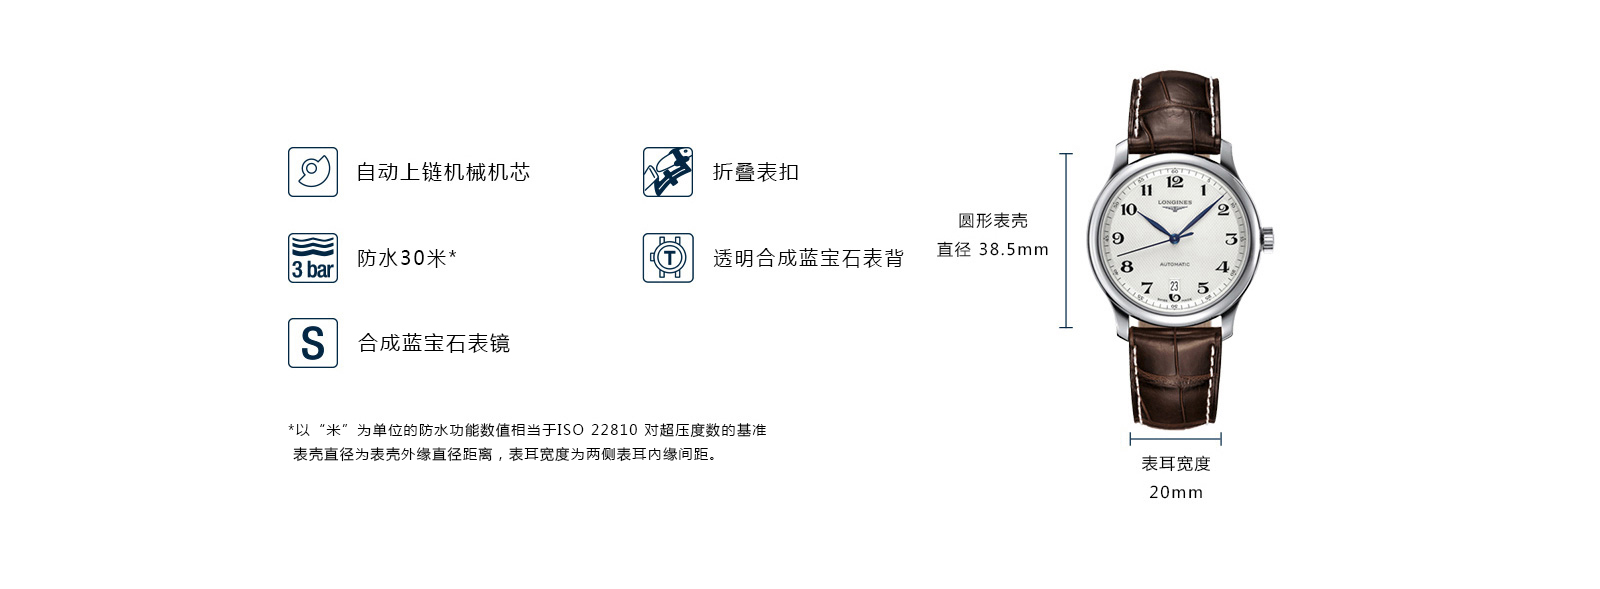 自动上链机械机芯
折叠表扣
3 bar
防水30米*
T
透明合成蓝宝石表背
S
合成蓝宝石表镜
*以“米”为单位的防水功能数值相当于ISO 22810 对超压度数的基准
表壳直径为表壳外缘直径距离，表耳宽度为两侧表耳内缘间距。
圆形表壳
直径 38.5mm
12
11
1
10
2
LONGINES
9
3
8
4
AUTOMATIC
7
5
23
6
表耳宽度
20mm